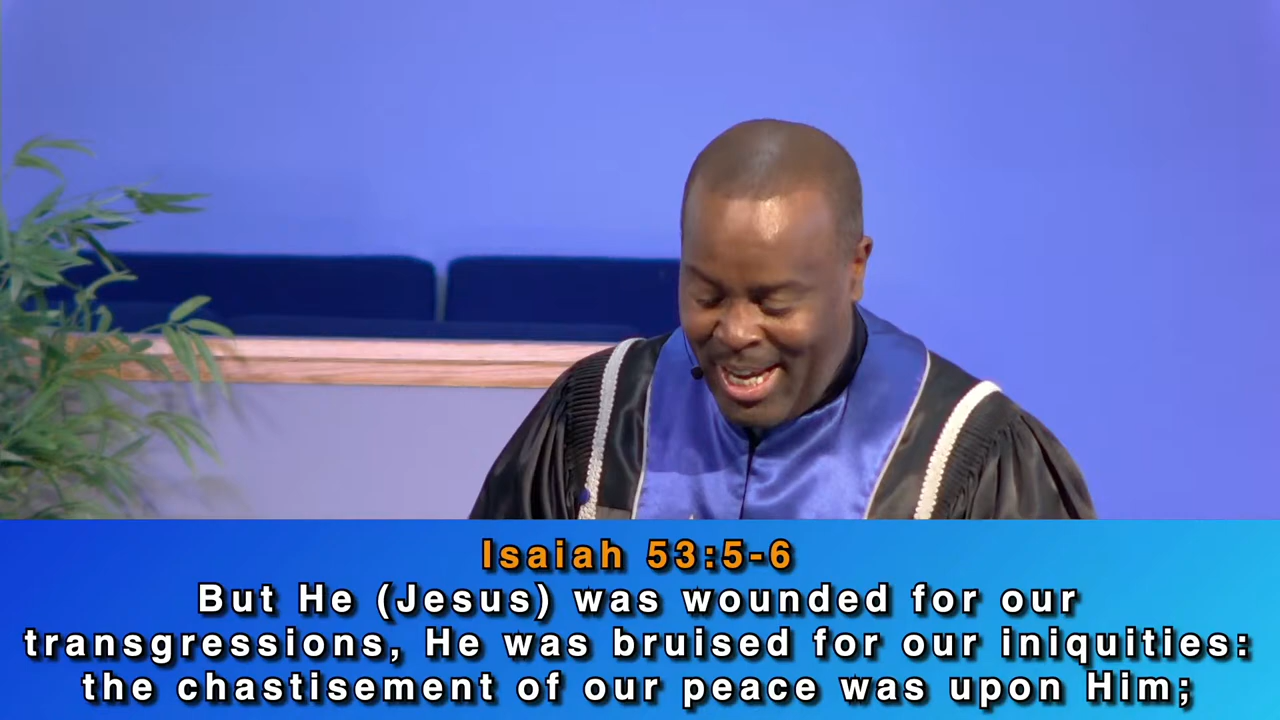 Isaiah 53:5-6
But He (Jesus) was wounded for our
transgressions, He was bruised for our iniquities:
the chastisement of our peace was upon Him;